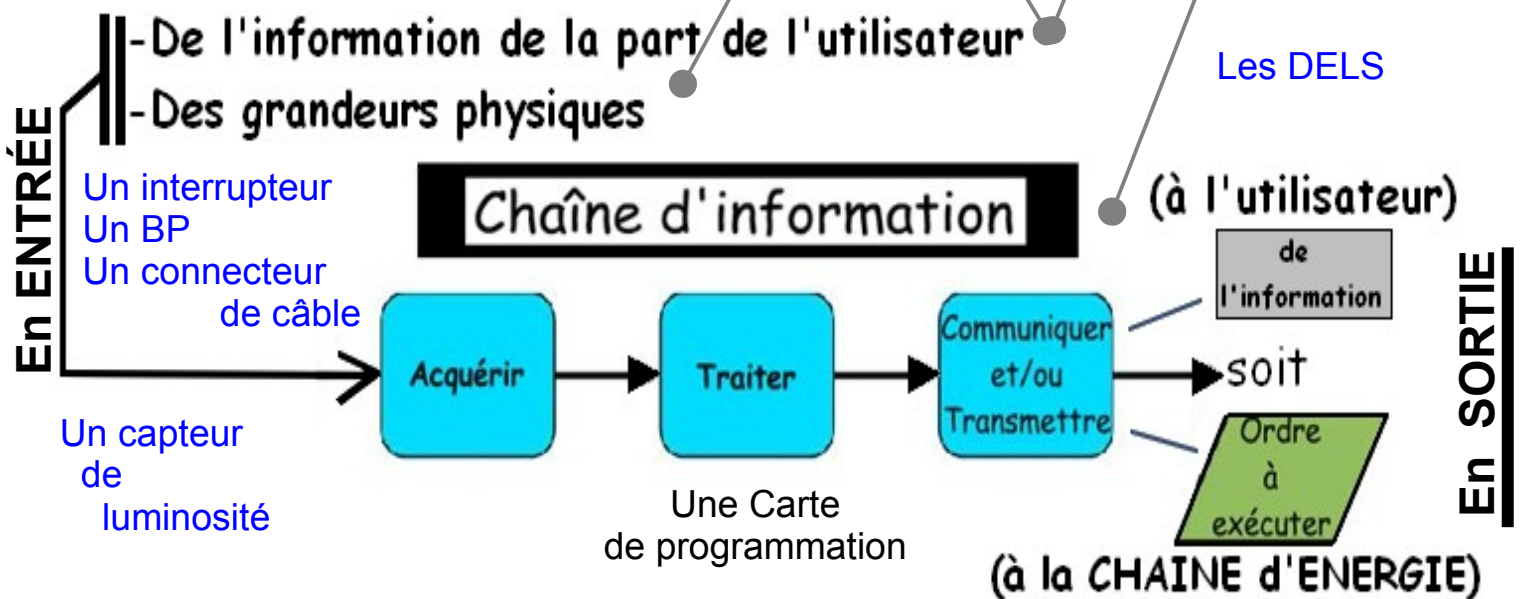 -De l'information de la part de l'utilisateur
-Des grandeurs physiques
Les DELS
En ENTRÉE
Un interrupteur
Un BP
Un connecteur
de câble
Chaîne d'information
(à l'utilisateur)
de
l'information
Acquérir
Traiter
Communiquer
et/ou
Transmettre
soit
Ordre
à
exécuter
(à la CHAINE d'ENERGIE)
En SORTIE
Un capteur
de
luminosité
Une Carte
de programmation